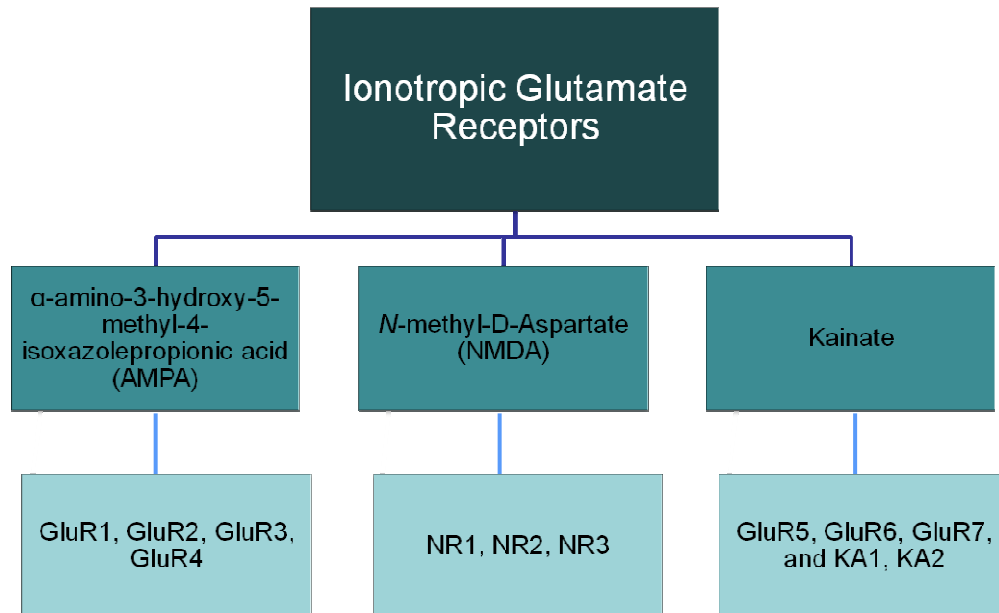 Ionotropic Glutamate
Receptors
α-amino-3-hydroxy-5-
methyl-4-
isoxazolepropionic acid
(AMPA)
N-methyl-D-Aspartate
(NMDA)
Kainate
GluR1, GluR2, GluR3,
GluR4
NR1, NR2, NR3
GluR5, GluR6, GluR7,
and KA1, KA2